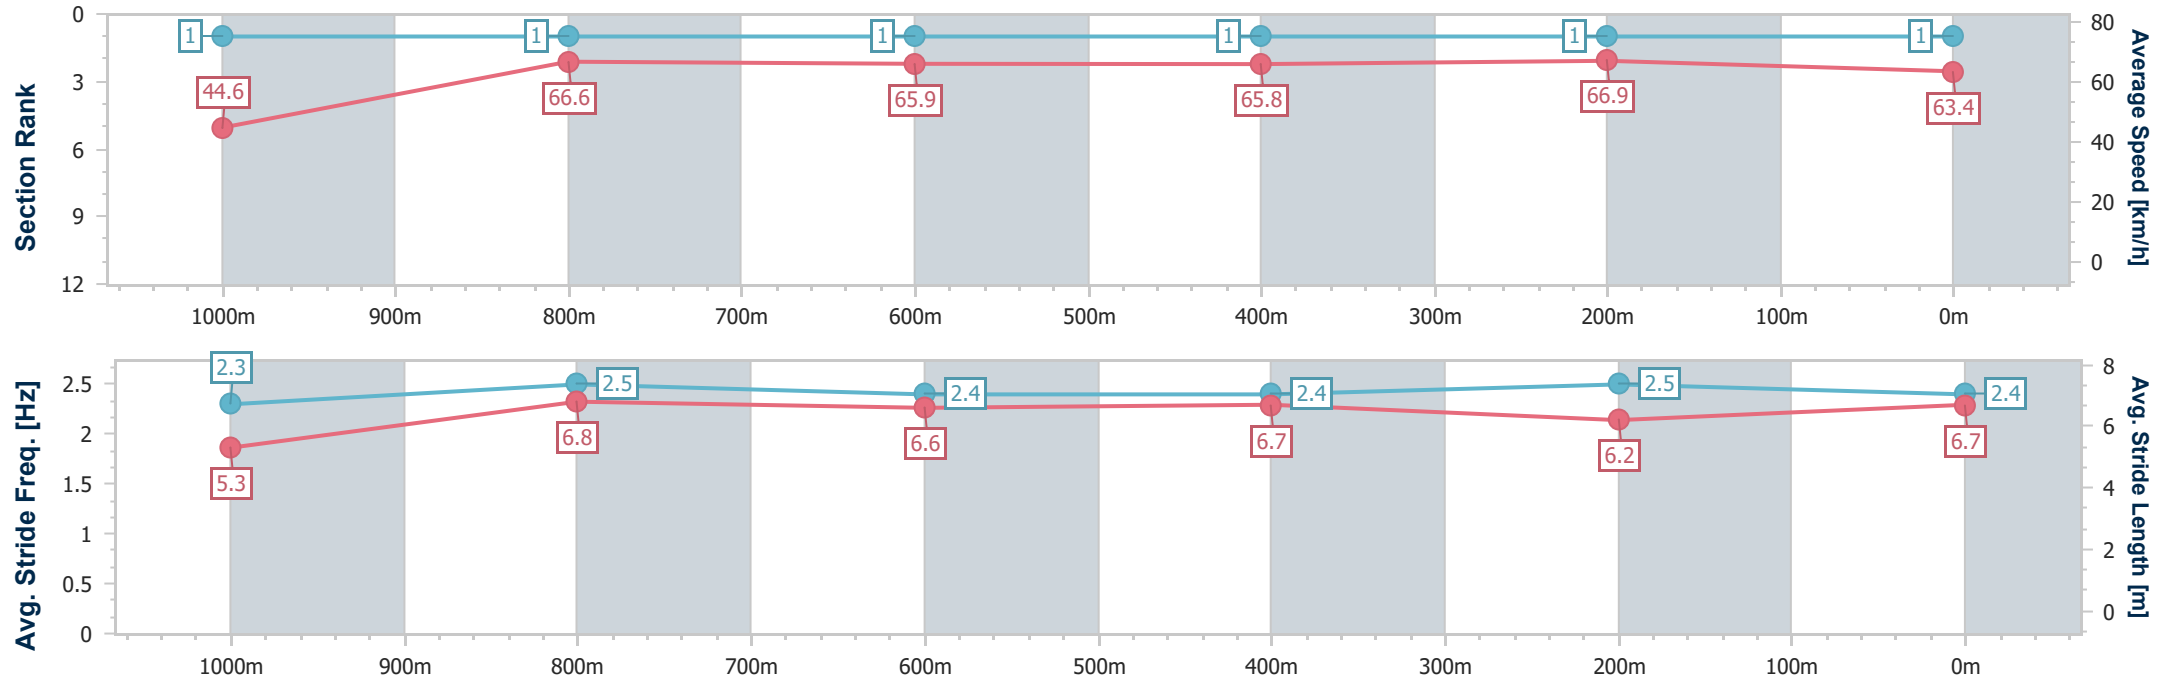 Section Rank
0
3
6
9
12
1
1
1
1
1
1
44.6
66.6
65.9
65.8
66.9
63.4
80
60
40
20
0
Average Speed [km/h]
1000m
900m
800m
700m
600m
500m
400m
300m
200m
100m
0m
Avg. Stride Freq. [Hz]
2.5
2
1.5
1
0.5
0
2.3
2.5
2.4
2.4
2.5
2.4
5.3
6.8
6.6
6.7
6.2
6.7
8
6
4
2
0
Avg. Stride Length [m]
1000m
900m
800m
700m
600m
500m
400m
300m
200m
100m
0m